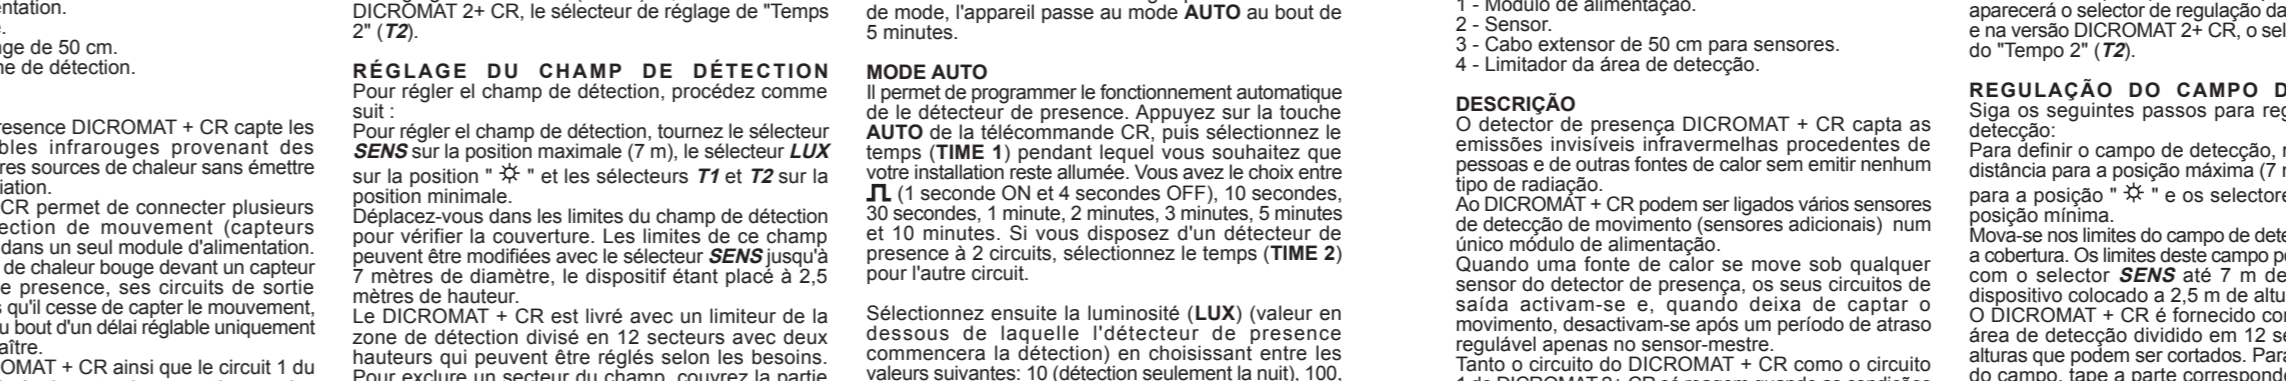 entation.
age de 50 cm.
ne de détection.
resence DICROMAT + CR capte les
bles infrarouges provenant des
res sources de chaleur sans émettre
iation.
CR permet de connecter plusieurs
ection de mouvement (capteurs
dans un seul module d'alimentation.
de chaleur bouge devant un capteur
e presence, ses circuits de sortie
s qu'il cesse de capter le mouvement,
u bout d'un délai réglable uniquement
aître.
OMAT + CR ainsi que le circuit 1 du
DICROMAT 2+ CR, le sélecteur de réglage de "Temps
2" (T2).
RÉGLAGE DU CHAMP DE DÉTECTION
Pour régler el champ de détection, procédez comme
suit :
Pour régler el champ de détection, tournez le sélecteur
SENS sur la position maximale (7 m), le sélecteur LUX
sur la position " ☼ " et les sélecteurs T1 et T2 sur la
position minimale.
Déplacez-vous dans les limites du champ de détection
pour vérifier la couverture. Les limites de ce champ
peuvent être modifiées avec le sélecteur SENS jusqu'à
7 mètres de diamètre, le dispositif étant placé à 2,5
mètres de hauteur.
Le DICROMAT + CR est livré avec un limiteur de la
zone de détection divisé en 12 secteurs avec deux
hauteurs qui peuvent être réglés selon les besoins.
Pour exclure un secteur du champ, couvrez la partie
de mode, l'appareil passe au mode AUTO au bout de
5 minutes.
MODE AUTO
Il permet de programmer le fonctionnement automatique
de le détecteur de presence. Appuyez sur la touche
AUTO de la télécommande CR, puis sélectionnez le
temps (TIME 1) pendant lequel vous souhaitez que
votre installation reste allumée. Vous avez le choix entre
(1 seconde ON et 4 secondes OFF), 10 secondes,
30 secondes, 1 minute, 2 minutes, 3 minutes, 5 minutes
et 10 minutes. Si vous disposez d'un détecteur de
presence à 2 circuits, sélectionnez le temps (TIME 2)
pour l'autre circuit.
Sélectionnez ensuite la luminosité (LUX) (valeur en
dessous de laquelle l'détecteur de presence
commencera la détection) en choisissant entre les
valeurs suivantes: 10 (détection seulement la nuit), 100,
1 - Módulo de alimentação.
2 - Sensor.
3 - Cabo extensor de 50 cm para sensores.
4 - Limitador da área de detecção.
DESCRIÇÃO
O detector de presença DICROMAT + CR capta as
emissões invisíveis infravermelhas procedentes de
pessoas e de outras fontes de calor sem emitir nenhum
tipo de radiação.
Ao DICROMAT + CR podem ser ligados vários sensores
de detecção de movimento (sensores adicionais) num
único módulo de alimentação.
Quando uma fonte de calor se move sob qualquer
sensor do detector de presença, os seus circuitos de
saída activam-se e, quando deixa de captar o
movimento, desactivam-se após um período de atraso
regulável apenas no sensor-mestre.
Tanto o circuito do DICROMAT + CR como o circuito
1 do DICROMAT 2+ CR só reagem quando as condições
aparecerá o selector de regulação da
e na versão DICROMAT 2+ CR, o sel
do "Tempo 2" (T2).
REGULAÇÃO DO CAMPO D
Siga os seguintes passos para reg
detecção:
Para definir o campo de detecção, r
distância para a posição máxima (7 m
para a posição " ☼ " e os selectore
posição mínima.
Mova-se nos limites do campo de dete
a cobertura. Os limites deste campo po
com o selector SENS até 7 m de
dispositivo colocado a 2,5 m de altu
O DICROMAT + CR é fornecido cor
área de detecção dividido em 12 se
alturas que podem ser cortados. Para
do campo, tape a parte corresponde